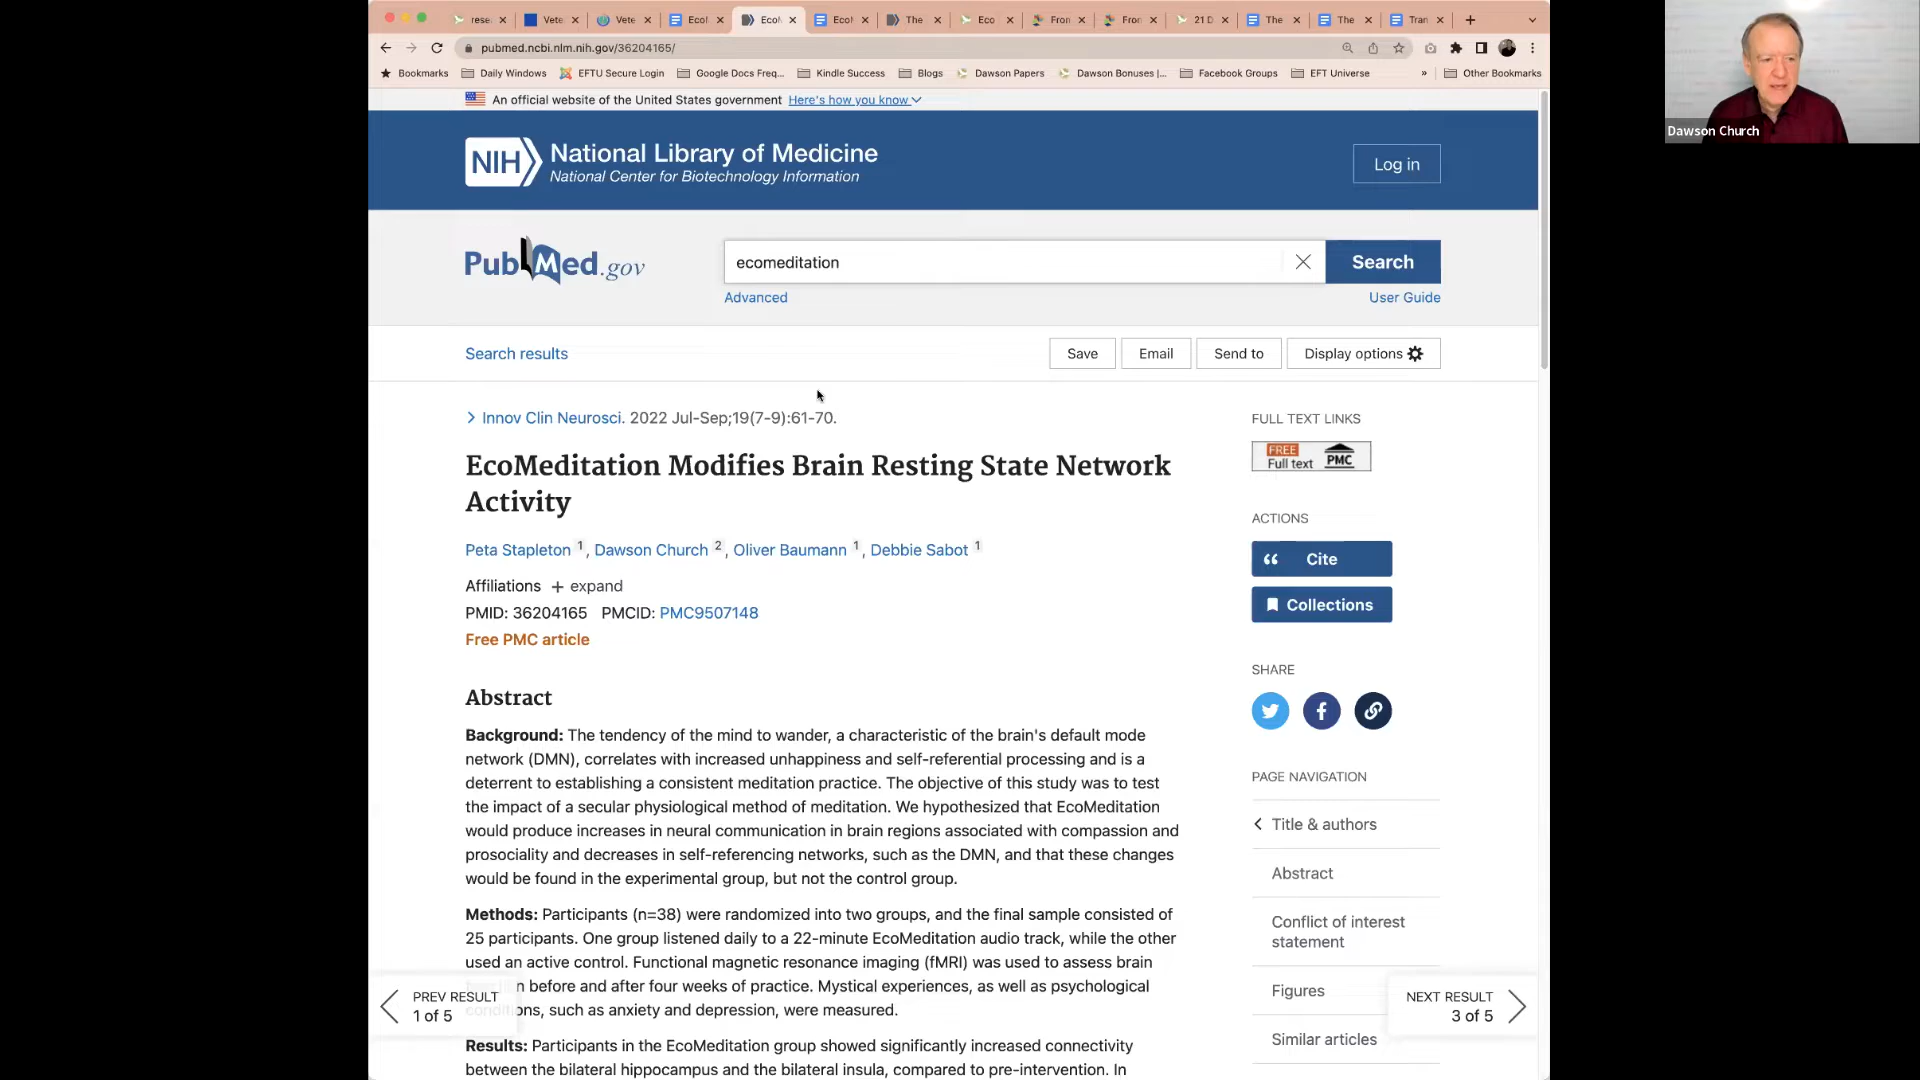 rese
Vete
Vete
Ecol
EcoM
The
Eco
Fron
Fron
21 D
The
The
Tran
pubmed.ncbi.nlm.nih.gov/36204165/
Bookmarks
Daily Windows
EFTU Secure Login
Google Docs Freq...
Kindle Success
Blogs
Dawson Papers
Dawson Bonuses |...
Facebook Groups
EFT Universe
»
Other Bookmarks
An official website of the United States government Here's how you know
NIH
National Library of Medicine
National Center for Biotechnology Information
Log in
PubMed.gov
ecomeditation
Search
Advanced
User Guide
Search results
Save
Email
Send to
Display options
Innov Clin Neurosci. 2022 Jul-Sep;19(7-9):61-70.
EcoMeditation Modifies Brain Resting State Network
Activity
Peta Stapleton 1, Dawson Church 2, Oliver Baumann 1, Debbie Sabot 1
Affiliations + expand
PMID: 36204165 PMCID: PMC9507148
Free PMC article
Abstract
Background: The tendency of the mind to wander, a characteristic of the brain's default mode
network (DMN), correlates with increased unhappiness and self-referential processing and is a
deterrent to establishing a consistent meditation practice. The objective of this study was to test
the impact of a secular physiological method of meditation. We hypothesized that EcoMeditation
would produce increases in neural communication in brain regions associated with compassion and
prosociality and decreases in self-referencing networks, such as the DMN, and that these changes
would be found in the experimental group, but not the control group.
Methods: Participants (n=38) were randomized into two groups, and the final sample consisted of
25 participants. One group listened daily to a 22-minute EcoMeditation audio track, while the other
used an active control. Functional magnetic resonance imaging (fMRI) was used to assess brain
before and after four weeks of practice. Mystical experiences, as well as psychological
such as anxiety and depression, were measured.
Results: Participants in the EcoMeditation group showed significantly increased connectivity
between the bilateral hippocampus and the bilateral insula, compared to pre-intervention. In
PREV RESULT
1 of 5
FULL TEXT LINKS
FREE
Full text
PMC
ACTIONS
Cite
Collections
SHARE
PAGE NAVIGATION
Title & authors
Abstract
Conflict of interest
statement
Figures
Similar articles
NEXT RESULT
3 of 5
Dawson Church